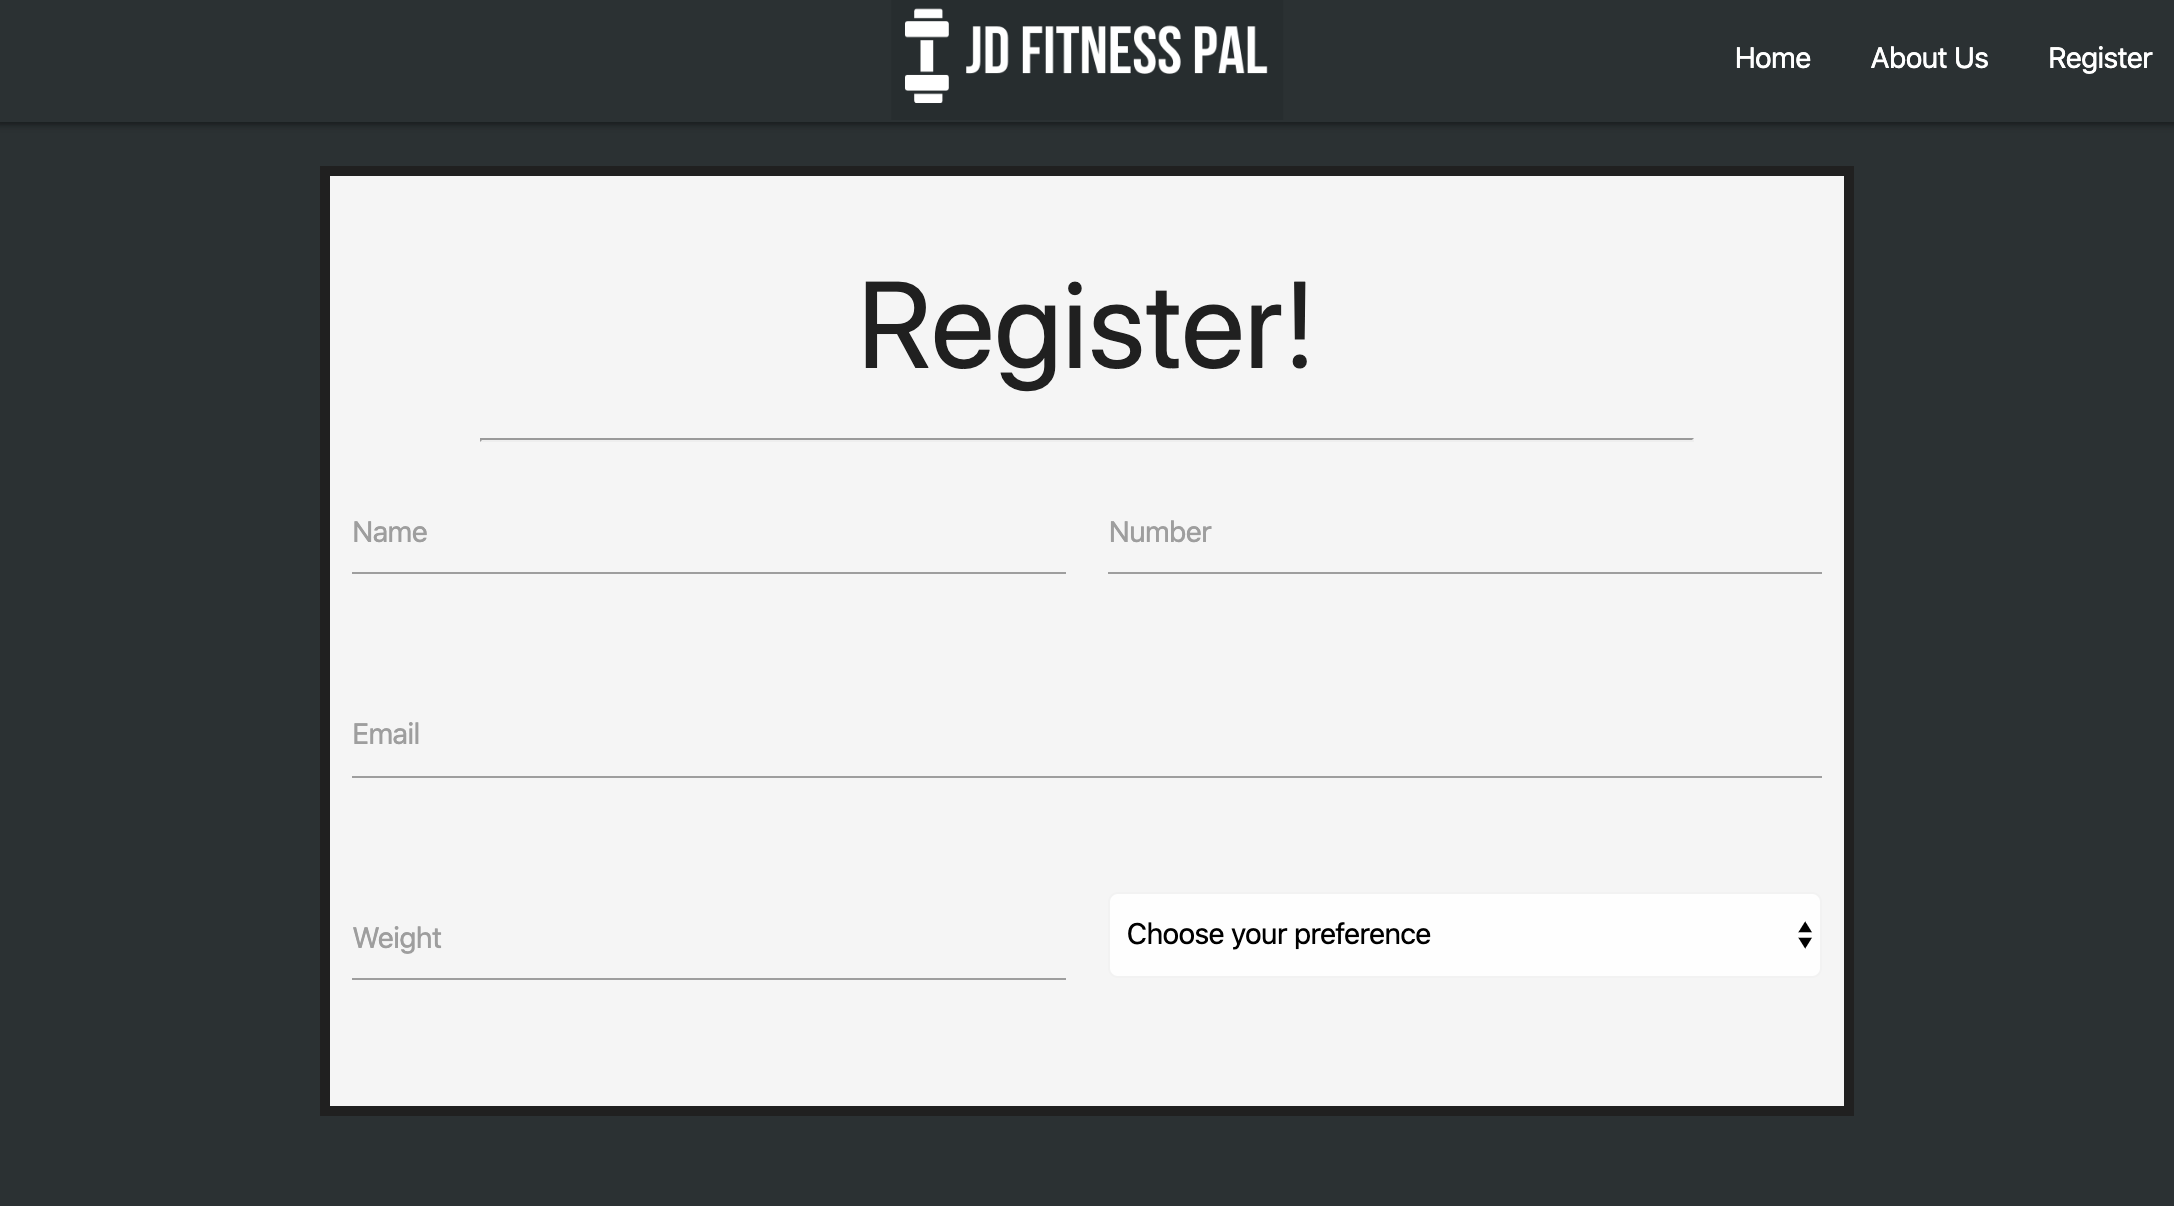 JD FITNESS PAL
Home
About Us
Register
Register!
Name
Number
Email
Weight
Choose your preference